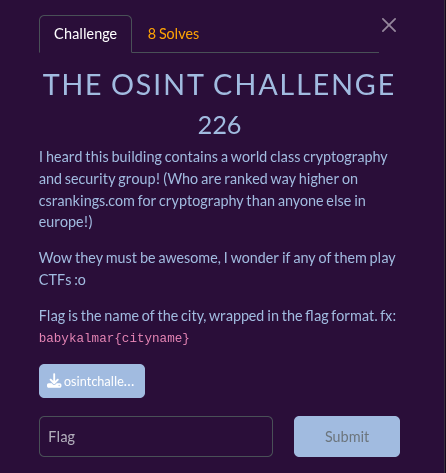 Challenge
8 Solves
THE OSINT CHALLENGE
226
I heard this building contains a world class cryptography
and security group! (Who are ranked way higher on
csrankings.com for cryptography than anyone else in
europe!)
Wow they must be awesome, I wonder if any of them play
CTFs :o
Flag is the name of the city, wrapped in the flag format. fx:
babykalmar{cityname}
osintchalle...
Flag
Submit